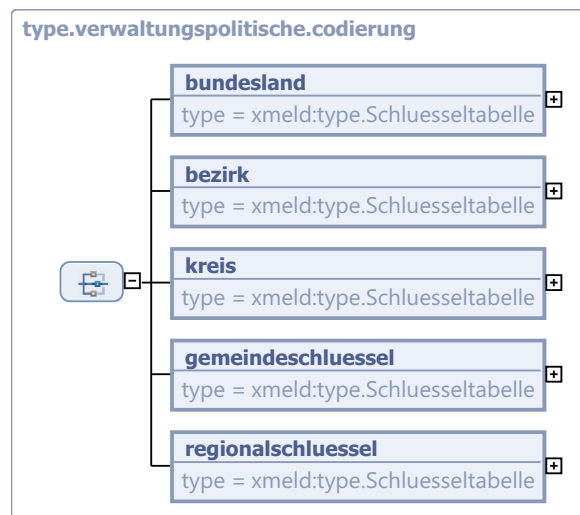 type.verwaltungspolitische.codierung
bundesland
type = xmeld:type.Schluesseltabelle
bezirk
type = xmeld:type.Schluesseltabelle
kreis
type = xmeld:type.Schluesseltabelle
gemeindeschluessel
type = xmeld:type.Schluesseltabelle
regionalschluessel
type = xmeld:type.Schluesseltabelle